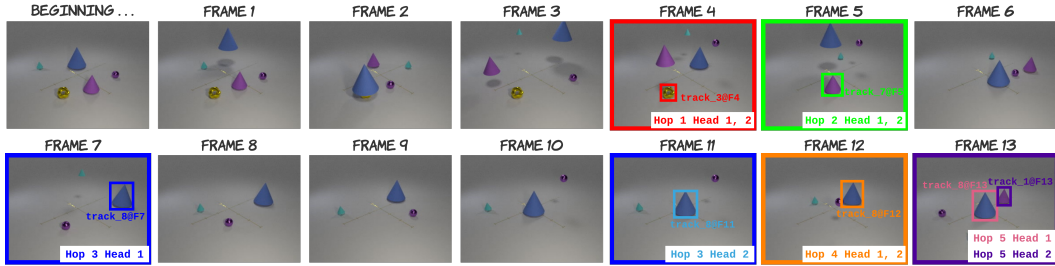 BEGINNING...
FRAME 1
FRAME 2
FRAME 3
FRAME 4
FRAME 5
FRAME 6
track_3@F4
Hop 1 Head 1, 2
Hop 2 Head 1, 2
FRAME 7
FRAME 8
FRAME 9
FRAME 10
FRAME 11
FRAME 12
FRAME 13
track_8@F7
track_8@F12
track_1@F13
Hop 3 Head 1
Hop 3 Head 2
Hop 4 Head 1, 2
Hop 5 Head 1
Hop 5 Head 2